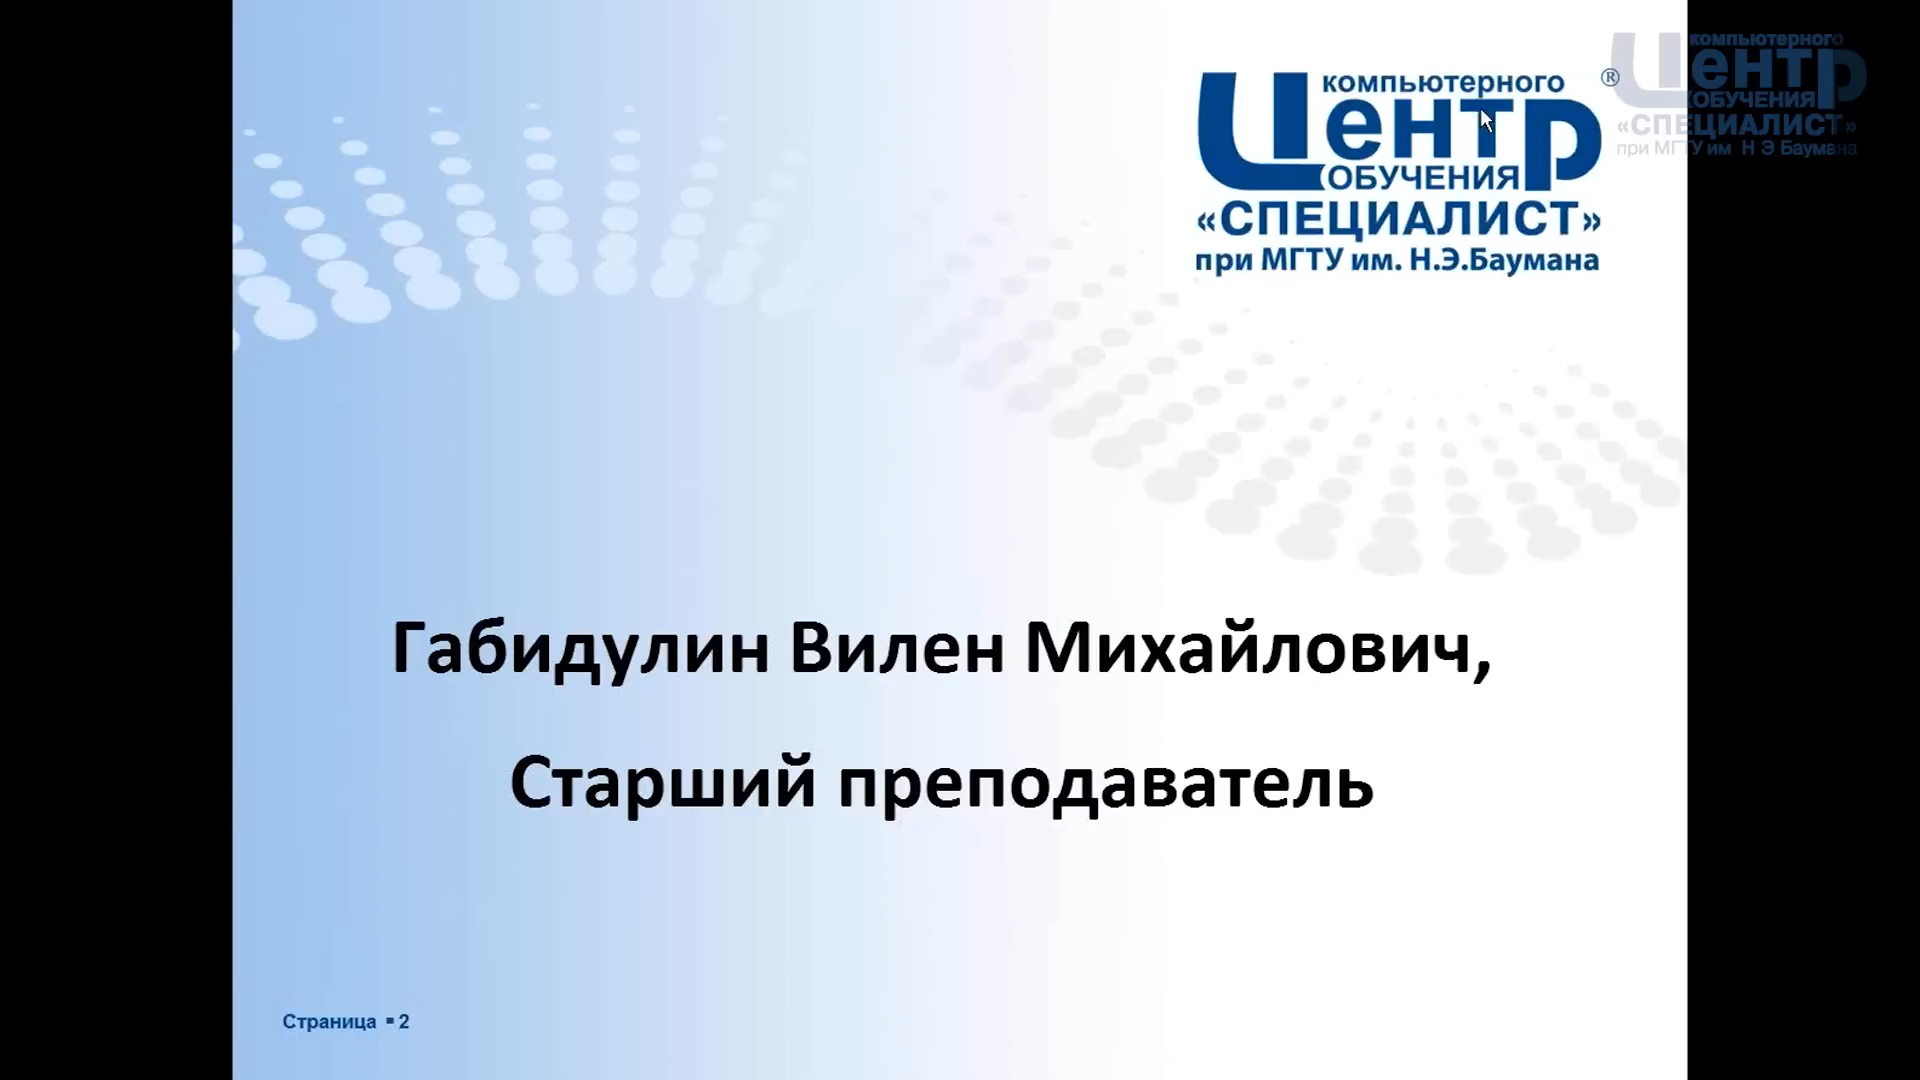 компьютерного
Центр
ОБУЧЕНИЯ
«СПЕЦИАЛИСТ»
при МГТУ им. Н.Э.Баумана
®
компьютерного
Центр
ОБУЧЕНИЯ
«СПЕЦИАЛИСТ»
при МГТУ им Н Э Баумана
Габидулин Вилен Михайлович,
Старший преподаватель
Страница ▪ 2